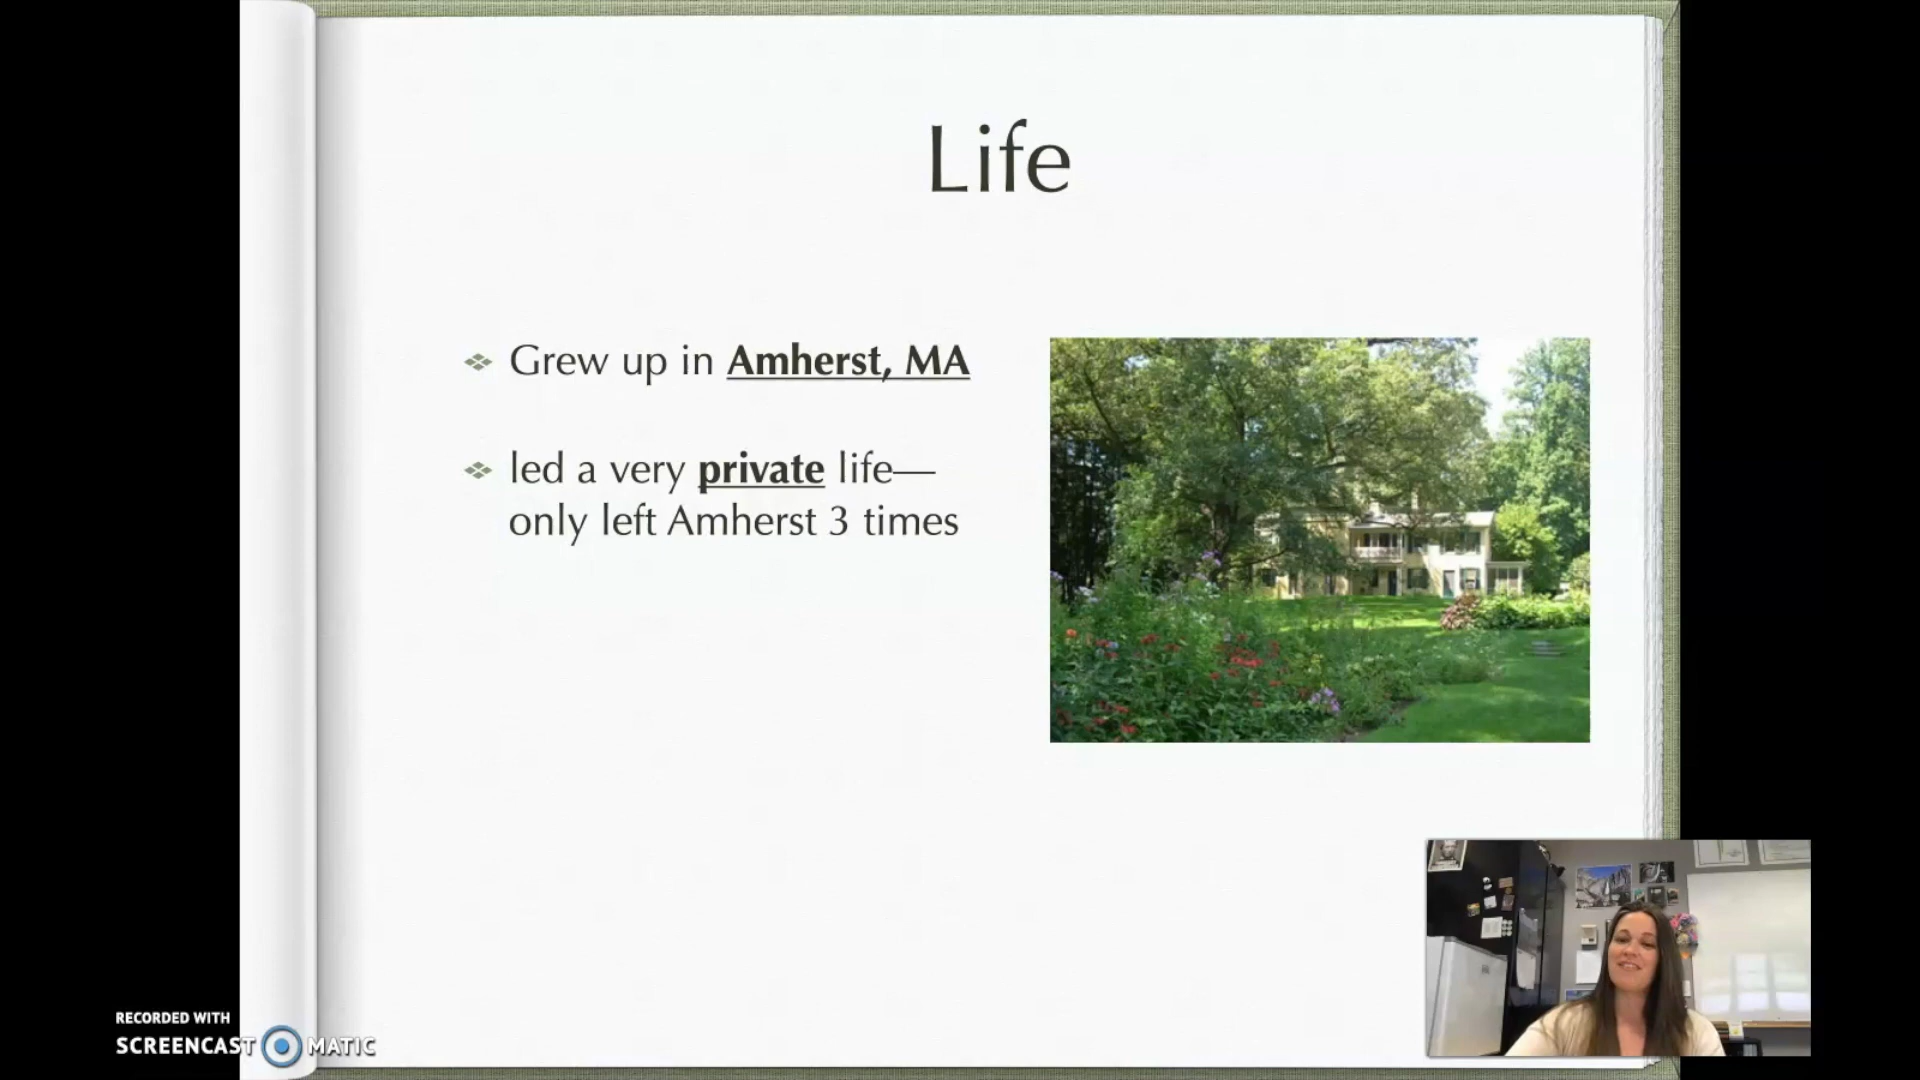 Life
Grew up in Amherst, MA
led a very private life—
only left Amherst 3 times
RECORDED WITH
SCREENCAST MATIC